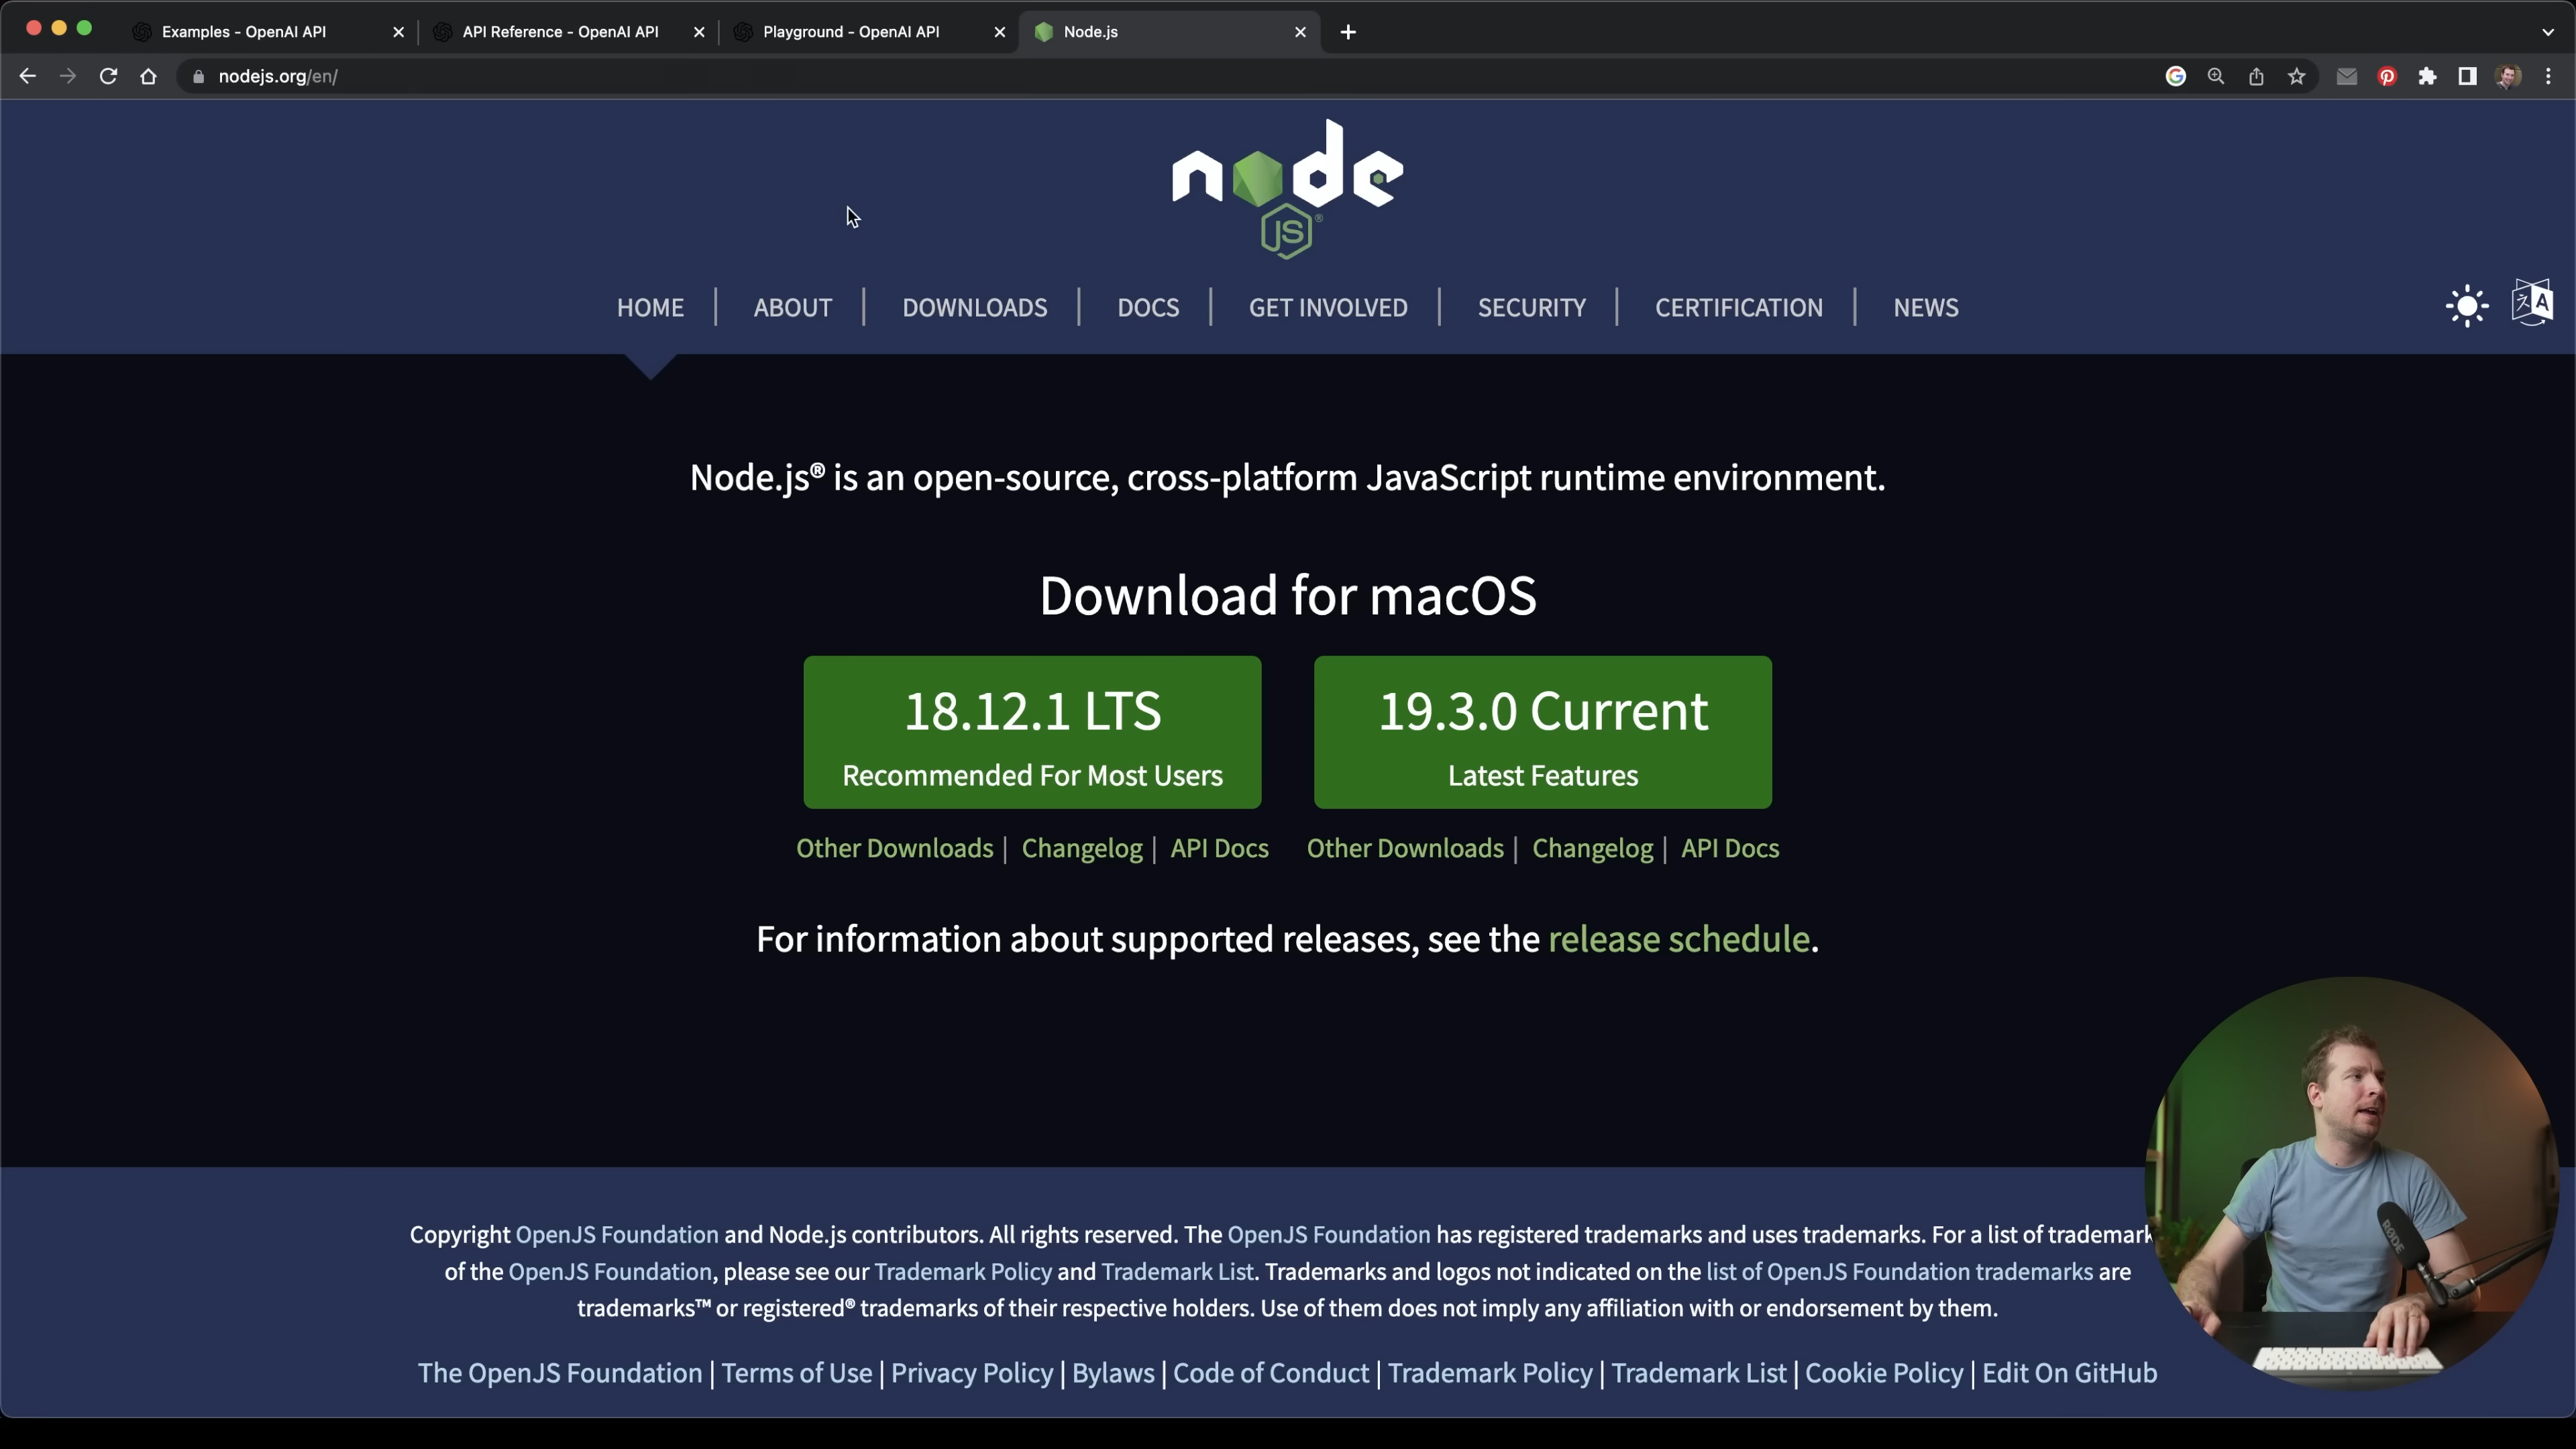 Examples - OpenAI API
API Reference - OpenAI API
Playground - OpenAI API
Node.js
nodejs.org/en/
node
JS®
HOME | ABOUT | DOWNLOADS | DOCS | GET INVOLVED | SECURITY | CERTIFICATION | NEWS
Node.js® is an open-source, cross-platform JavaScript runtime environment.
Download for macOS
18.12.1 LTS
Recommended For Most Users
19.3.0 Current
Latest Features
Other Downloads | Changelog | API Docs
Other Downloads | Changelog | API Docs
For information about supported releases, see the release schedule.
Copyright OpenJS Foundation and Node.js contributors. All rights reserved. The OpenJS Foundation has registered trademarks and uses trademarks. For a list of trademark
of the OpenJS Foundation, please see our Trademark Policy and Trademark List. Trademarks and logos not indicated on the list of OpenJS Foundation trademarks are
trademarks™ or registered® trademarks of their respective holders. Use of them does not imply any affiliation with or endorsement by them.
The OpenJS Foundation | Terms of Use | Privacy Policy | Bylaws | Code of Conduct | Trademark Policy | Trademark List | Cookie Policy | Edit On GitHub
RØDE